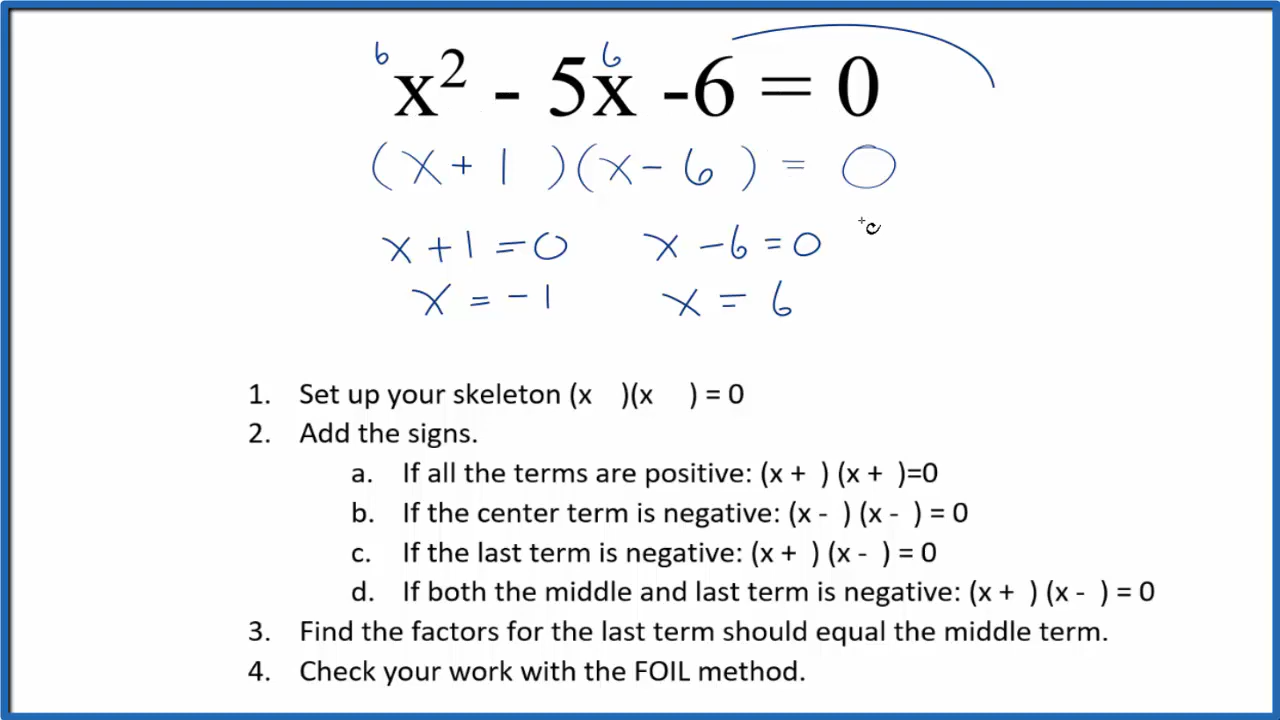 6 6
x² - 5x -6 = 0
(x + 1 )(x - 6 ) = 0
x + 1 = 0 x - 6 = 0
x = - 1 x = 6
1. Set up your skeleton (x )(x ) = 0
2. Add the signs.
a. If all the terms are positive: (x + ) (x + )=0
b. If the center term is negative: (x - ) (x - ) = 0
c. If the last term is negative: (x + ) (x - ) = 0
d. If both the middle and last term is negative: (x + ) (x - ) = 0
3. Find the factors for the last term should equal the middle term.
4. Check your work with the FOIL method.